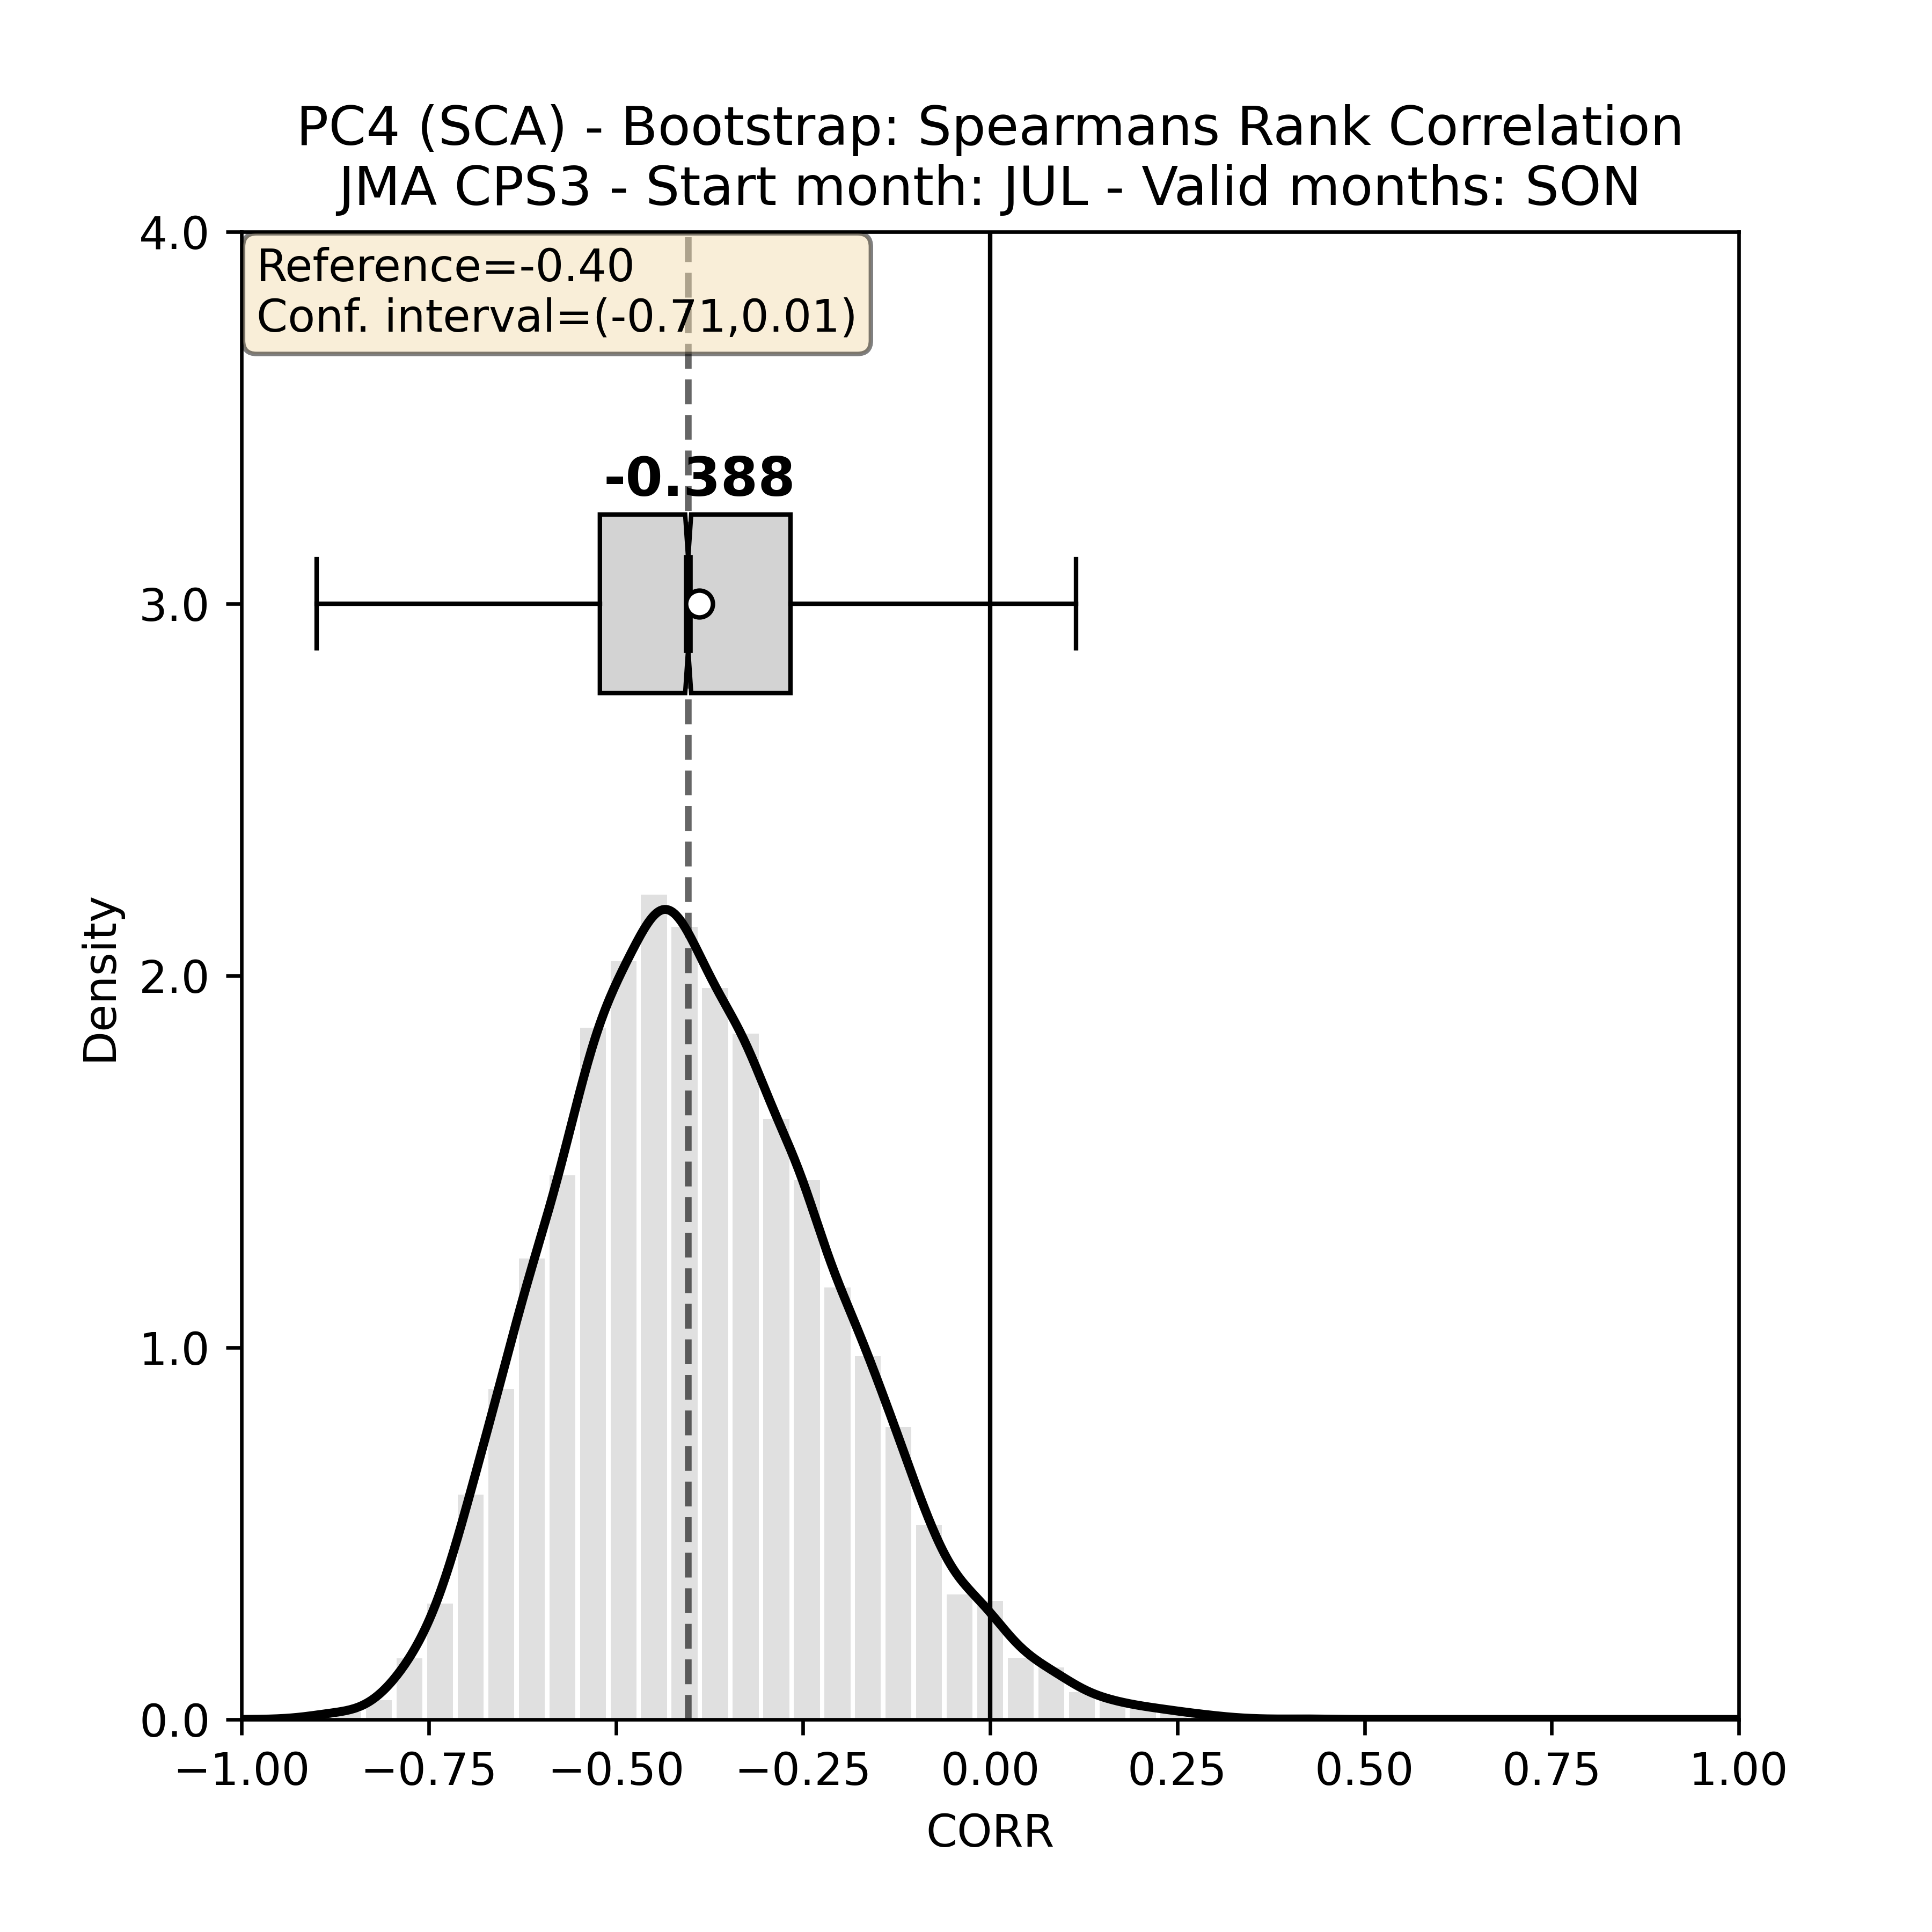 PC4 (SCA) - Bootstrap: Spearmans Rank Correlation
JMA CPS3 - Start month: JUL - Valid months: SON
Reference=-0.40
Conf. interval=(-0.71,0.01)
-0.388
4.0
3.0
2.0
1.0
0.0
Density
−1.00 −0.75 −0.50 −0.25 0.00 0.25 0.50 0.75 1.00
CORR